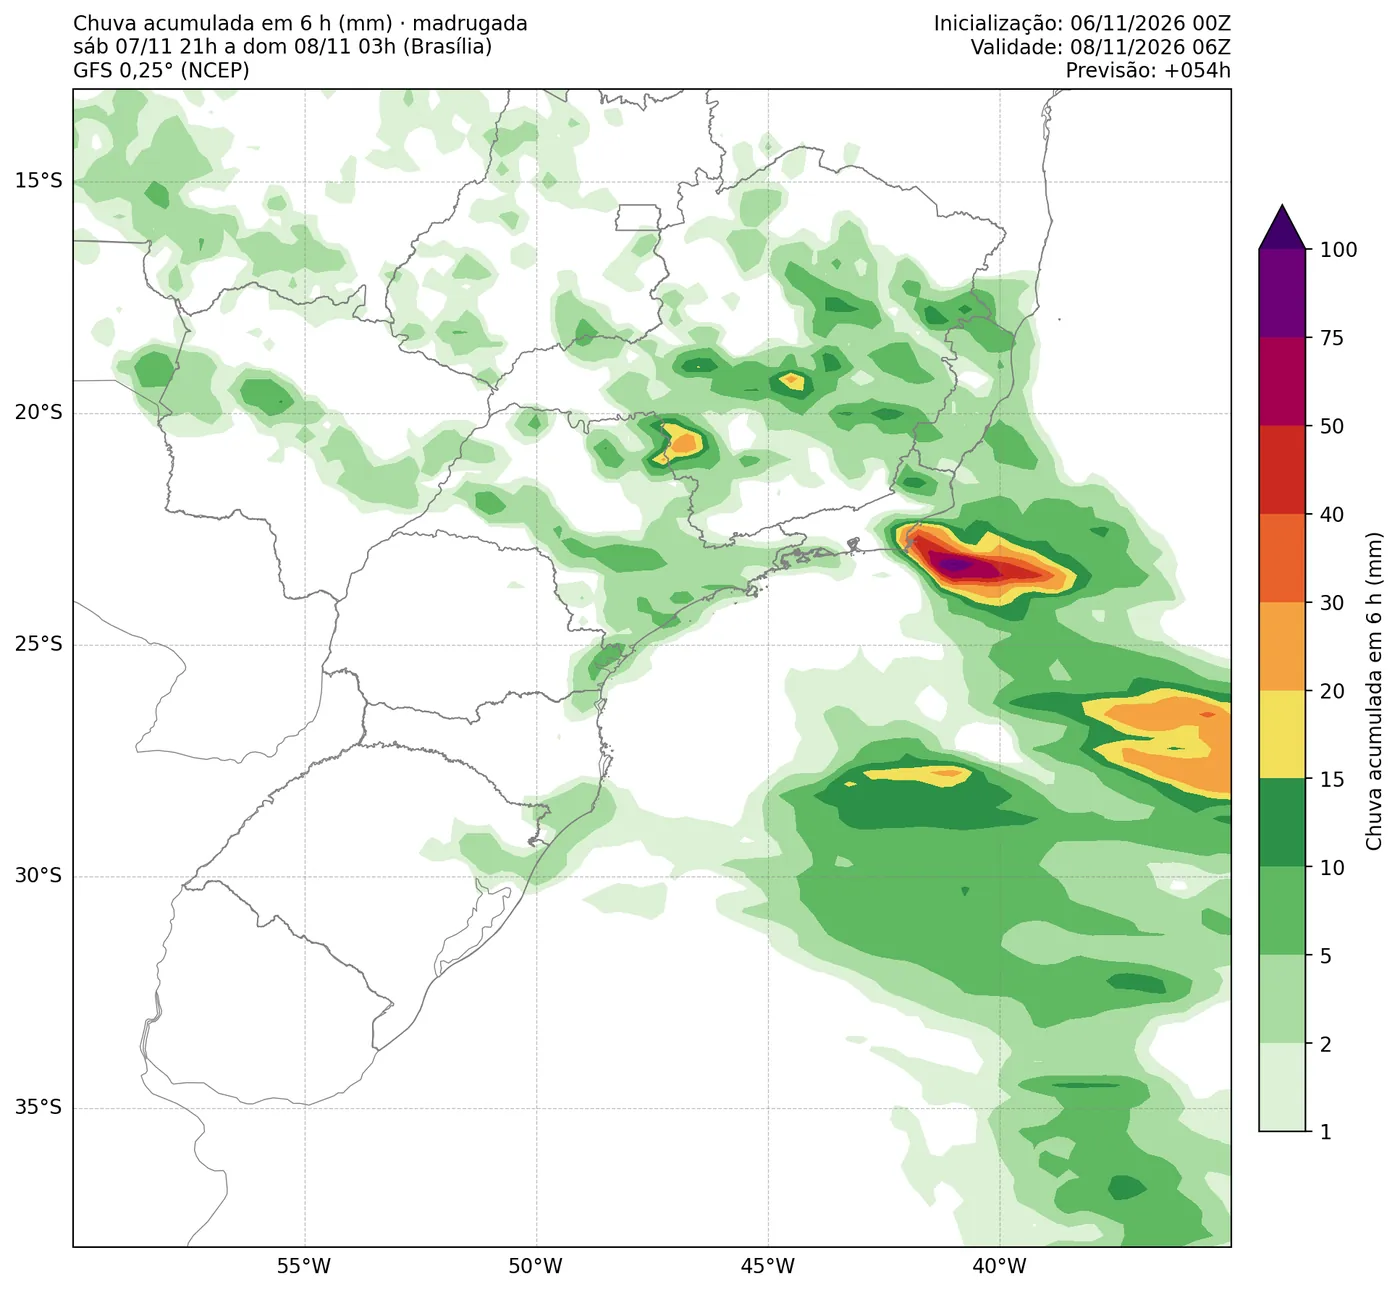 Chuva acumulada em 6 h (mm) · madrugada
sáb 07/11 21h a dom 08/11 03h (Brasília)
GFS 0,25° (NCEP)
Inicialização: 06/11/2026 00Z
Validade: 08/11/2026 06Z
Previsão: +054h
15°S
20°S
25°S
30°S
35°S
55°W
50°W
45°W
40°W
100
75
50
40
30
20
15
10
5
2
1
Chuva acumulada em 6 h (mm)